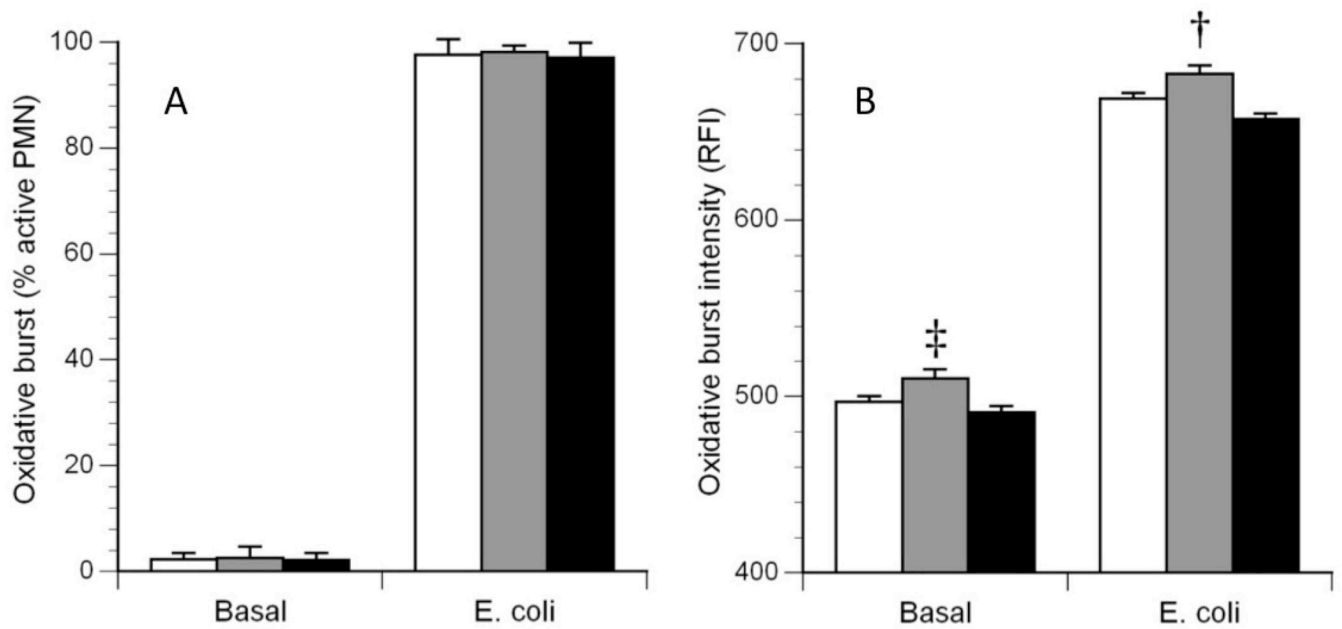 Oxidative burst (% active PMN)
100
80
60
40
20
0
A
Basal
E. coli
Oxidative burst intensity (RFI)
700
600
500
400
B
‡
†
Basal
E. coli